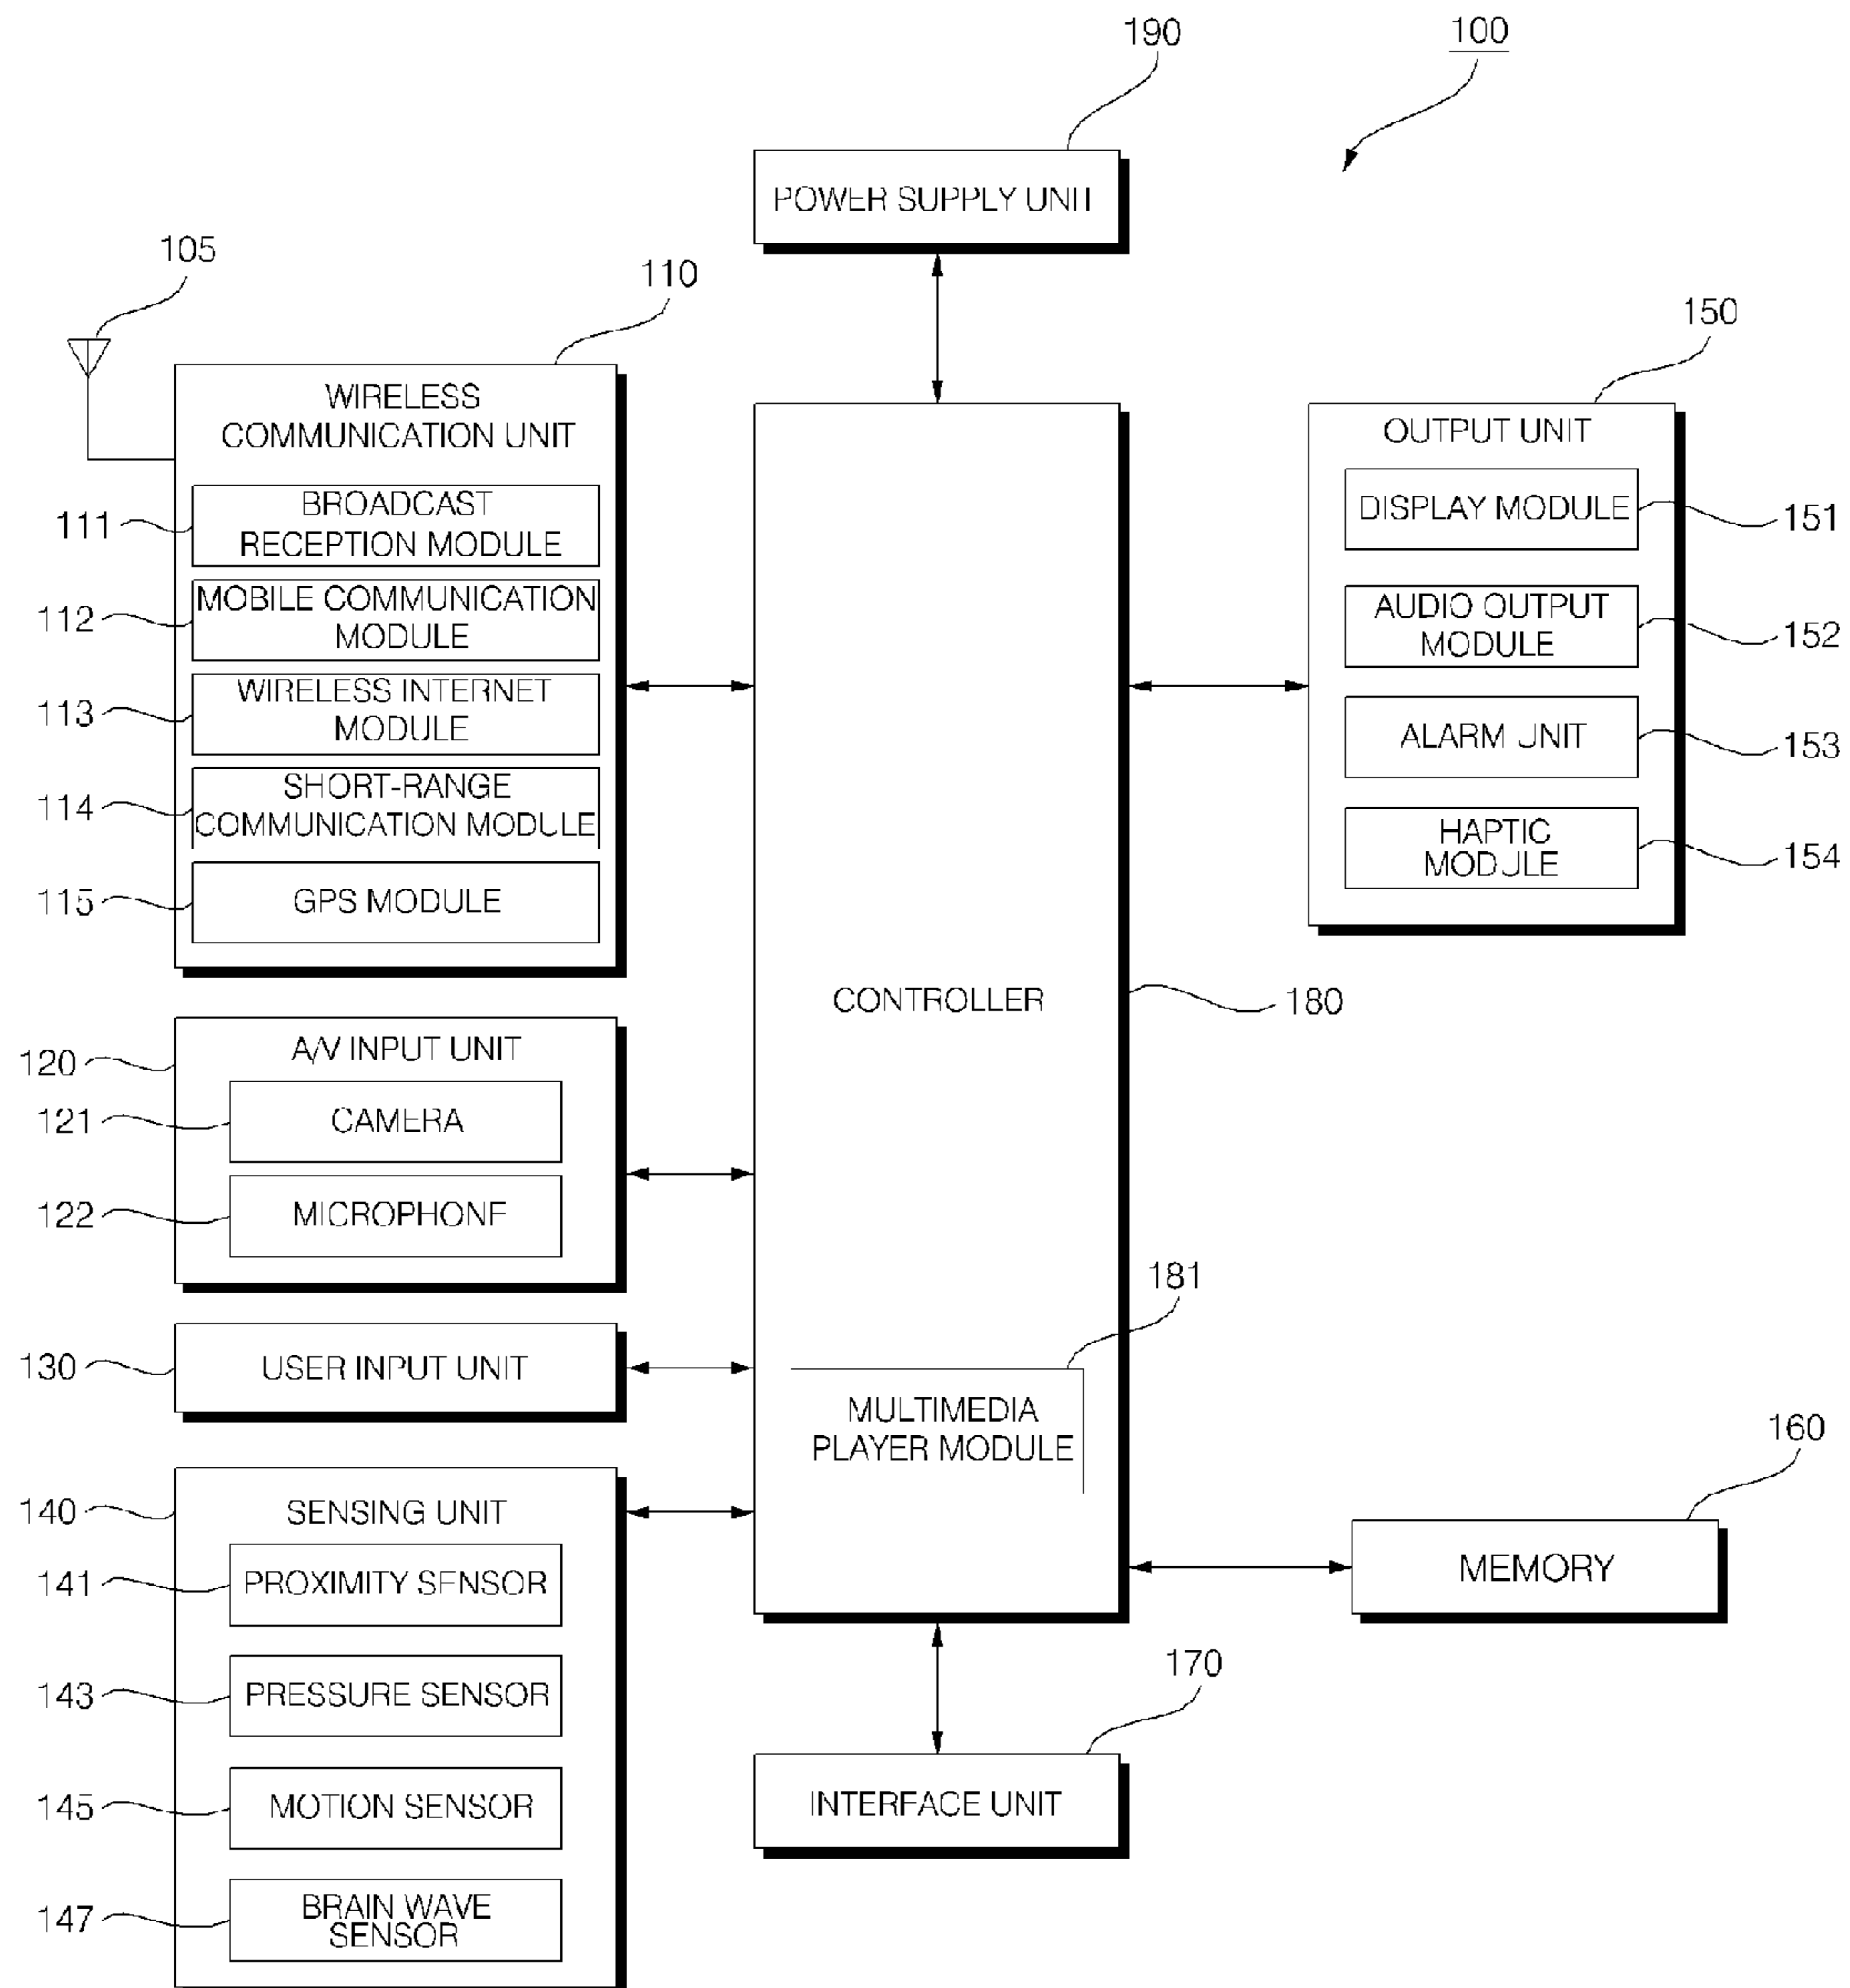 190
100
POWER SUPPLY UNIT
105
110
150
WIRELESS
COMMUNICATION UNIT
OUTPUT UNIT
111
BROADCAST
RECEPTION MODULE
DISPLAY MODULE
151
112
MOBILE COMMUNICATION
MODULE
AUDIO OUTPUT
MODULE
152
113
WIRELESS INTERNET
MODULE
ALARM UNIT
153
114
SHORT-RANGE
COMMUNICATION MODULE
HAPTIC
MODULE
154
115
GPS MODULE
CONTROLLER
180
120
A/V INPUT UNIT
121
CAMERA
122
MICROPHONE
181
130
USER INPUT UNIT
MULTIMEDIA
PLAYER MODULE
160
140
SENSING UNIT
MEMORY
141
PROXIMITY SENSOR
143
PRESSURE SENSOR
170
145
MOTION SENSOR
INTERFACE UNIT
147
BRAIN WAVE
SENSOR